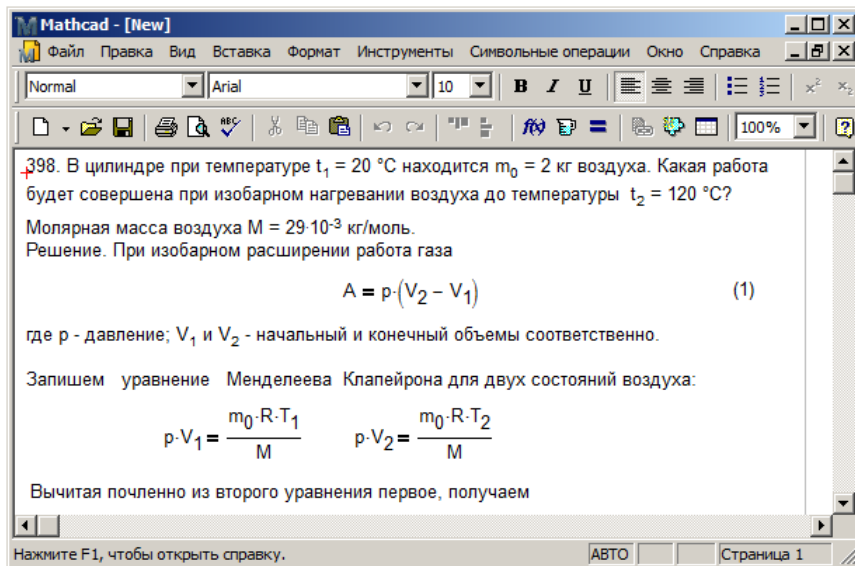 Mathcad - [New]
Файл Правка Вид Вставка Формат Инструменты Символьные операции Окно Справка
Normal Arial 10 B I U x² x₂
ABC f(x) = 100%
398. В цилиндре при температуре t₁ = 20 °C находится m₀ = 2 кг воздуха. Какая работа
будет совершена при изобарном нагревании воздуха до температуры t₂ = 120 °C?
Молярная масса воздуха M = 29·10⁻³ кг/моль.
Решение. При изобарном расширении работа газа
A = p·(V₂ − V₁) (1)
где p - давление; V₁ и V₂ - начальный и конечный объемы соответственно.
Запишем уравнение Менделеева Клапейрона для двух состояний воздуха:
p·V₁ = m₀·R·T₁ / M p·V₂ = m₀·R·T₂ / M
Вычитая почленно из второго уравнения первое, получаем
Нажмите F1, чтобы открыть справку. АВТО Страница 1